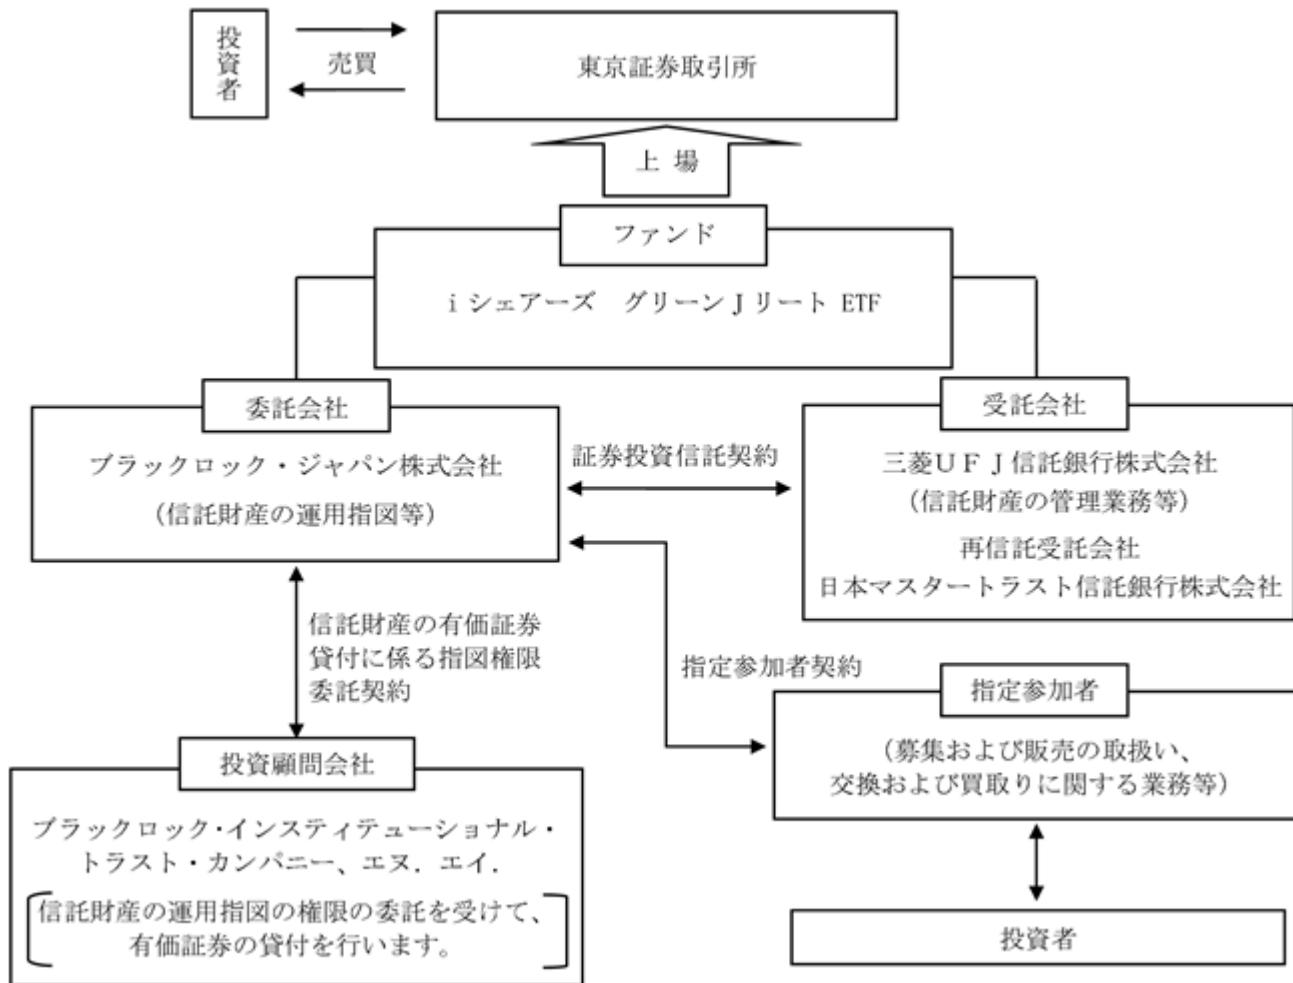 投資者
売買
東京証券取引所
上 場
ファンド
i シェアーズ　グリーンＪリート ETF
委託会社
ブラックロック・ジャパン株式会社
(信託財産の運用指図等)
証券投資信託契約
受託会社
三菱ＵＦＪ信託銀行株式会社
(信託財産の管理業務等)
再信託受託会社
日本マスタートラスト信託銀行株式会社
信託財産の有価証券
貸付に係る指図権限
委託契約
指定参加者契約
指定参加者
(募集および販売の取扱い、
交換および買取りに関する業務等)
投資顧問会社
ブラックロック・インスティテューショナル・
トラスト・カンパニー、エヌ．エイ．
信託財産の運用指図の権限の委託を受けて、
有価証券の貸付を行います。
投資者